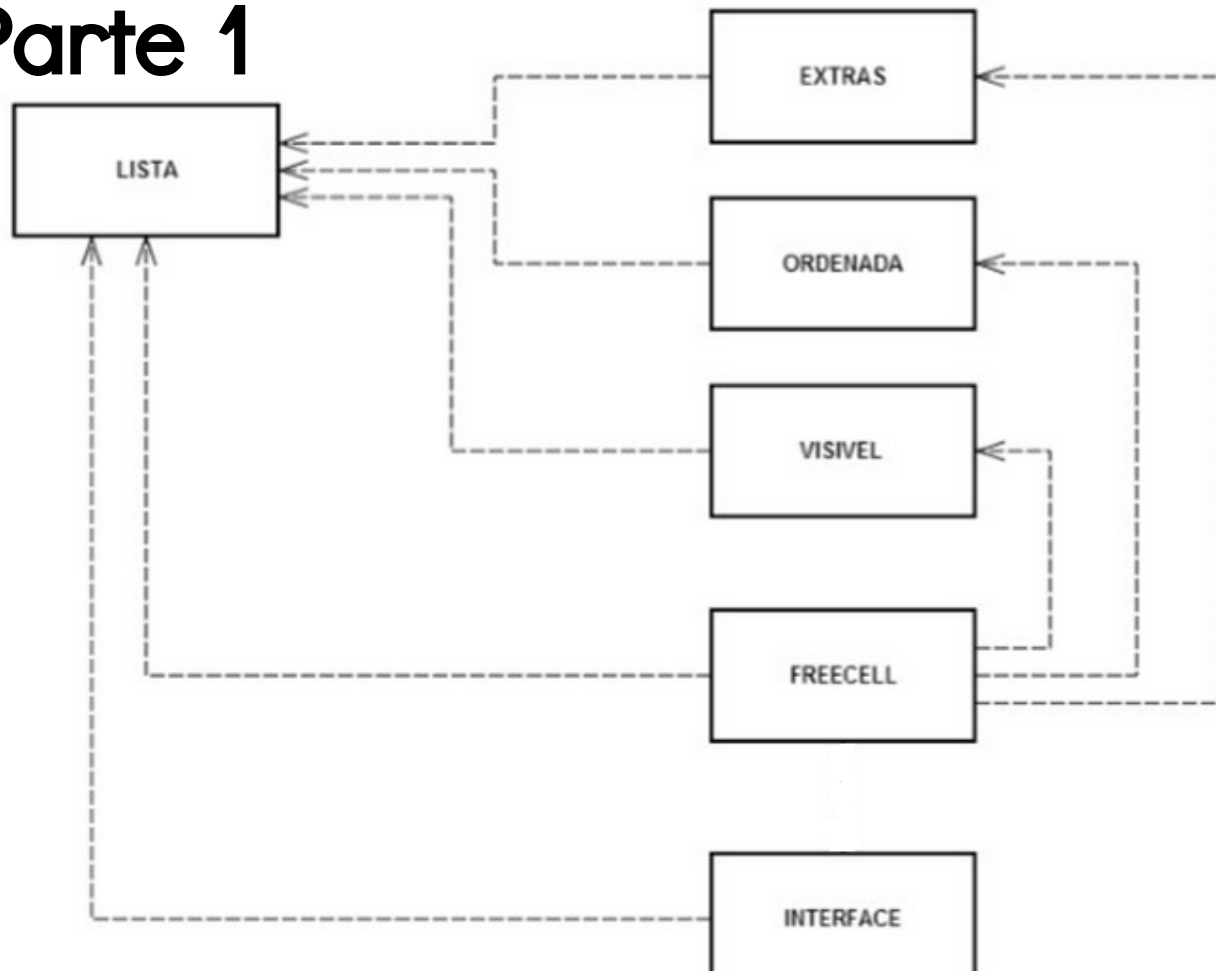 Parte 1
EXTRAS
LISTA
ORDENADA
VISIVEL
FREECELL
INTERFACE